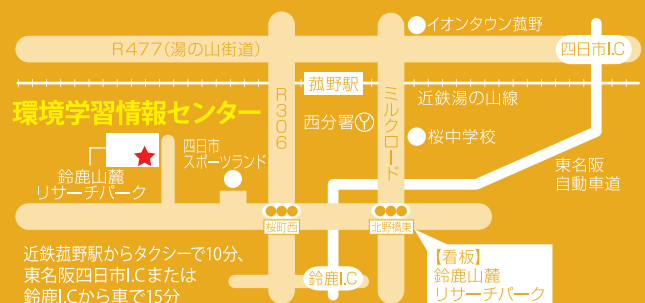 イオンタウン菰野
R477(湯の山街道)
四日市I.C
菰野駅
近鉄湯の山線
環境学習情報センター
R306
ミルクロード
西分署
桜中学校
四日市
スポーツランド
鈴鹿山麓
リサーチパーク
東名阪
自動車道
桜町西
北野橋東
近鉄菰野駅からタクシーで10分、
東名阪四日市I.Cまたは
鈴鹿I.Cから車で15分
鈴鹿I.C
【看板】
鈴鹿山麓
リサーチパーク